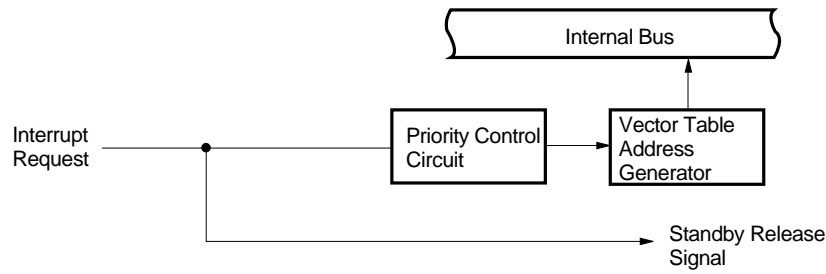 Internal Bus
Interrupt
Request
Priority Control
Circuit
Vector Table
Address
Generator
Standby Release
Signal